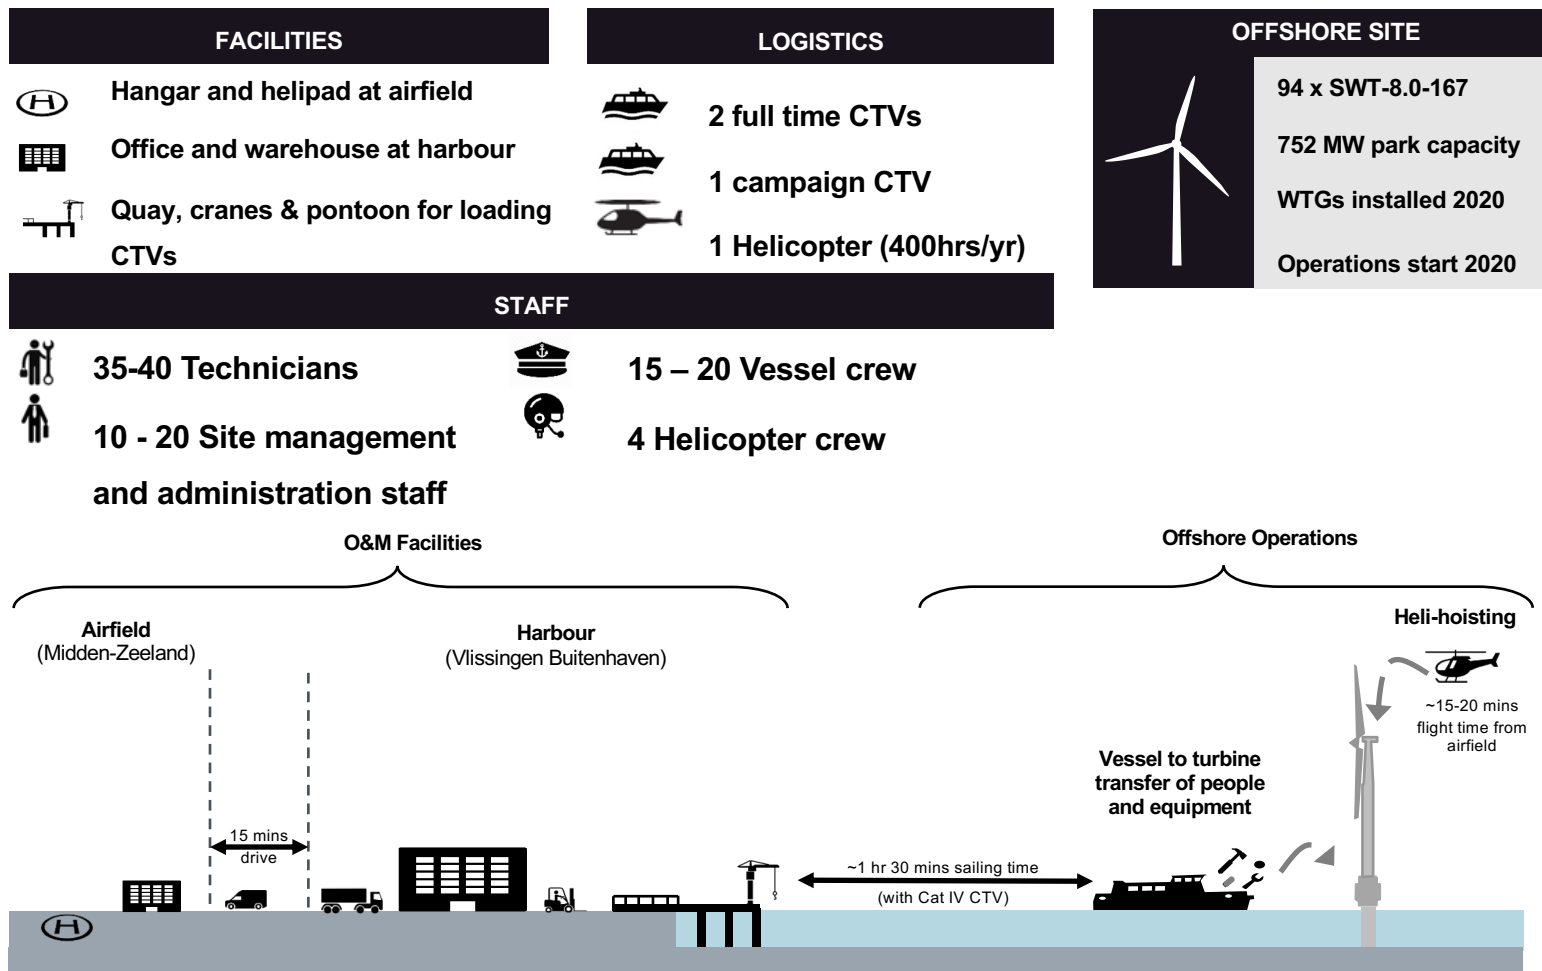 FACILITIES
Hangar and helipad at airfield
Office and warehouse at harbour
Quay, cranes & pontoon for loading
CTVs
LOGISTICS
2 full time CTVs
1 campaign CTV
1 Helicopter (400hrs/yr)
OFFSHORE SITE
94 x SWT-8.0-167
752 MW park capacity
WTGs installed 2020
Operations start 2020
STAFF
35-40 Technicians
10 - 20 Site management
and administration staff
15 – 20 Vessel crew
4 Helicopter crew
O&M Facilities
Airfield
(Midden-Zeeland)
Harbour
(Vlissingen Buitenhaven)
15 mins
drive
H
~1 hr 30 mins sailing time
(with Cat IV CTV)
Offshore Operations
Heli-hoisting
~15-20 mins
flight time from
airfield
Vessel to turbine
transfer of people
and equipment